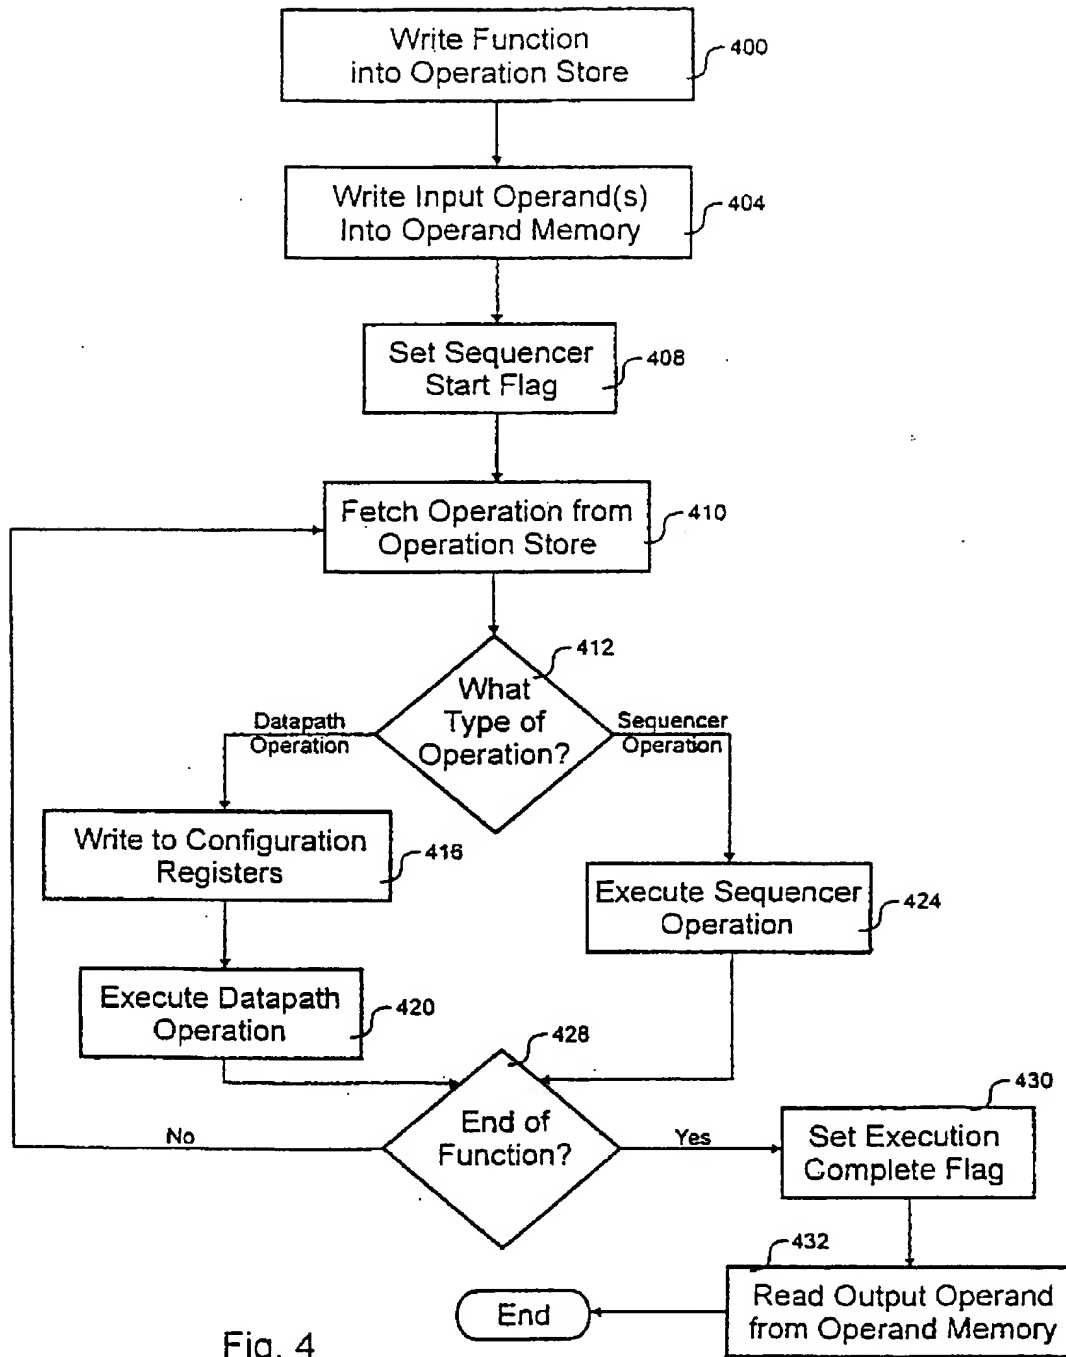 Write Function
into Operation Store
400
Write Input Operand(s)
Into Operand Memory
404
Set Sequencer
Start Flag
408
Fetch Operation from
Operation Store
410
412
What
Type of
Operation?
Datapath
Operation
Sequencer
Operation
Write to Configuration
Registers
416
Execute Sequencer
Operation
424
Execute Datapath
Operation
420
428
End of
Function?
No
Yes
430
Set Execution
Complete Flag
432
Read Output Operand
from Operand Memory
End
Fig. 4